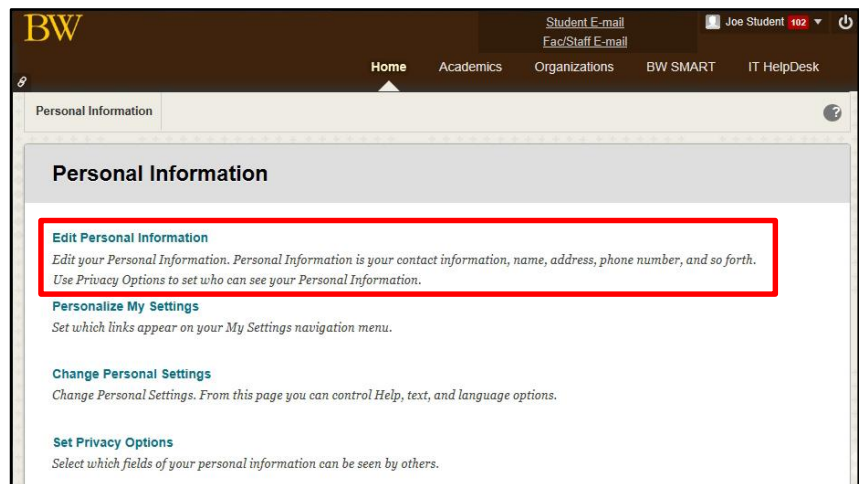 BW
Student E-mail
Fac/Staff E-mail
Joe Student 102
Home Academics Organizations BW SMART IT HelpDesk
Personal Information
?
Personal Information
Edit Personal Information
Edit your Personal Information. Personal Information is your contact information, name, address, phone number, and so forth.
Use Privacy Options to set who can see your Personal Information.
Personalize My Settings
Set which links appear on your My Settings navigation menu.
Change Personal Settings
Change Personal Settings. From this page you can control Help, text, and language options.
Set Privacy Options
Select which fields of your personal information can be seen by others.